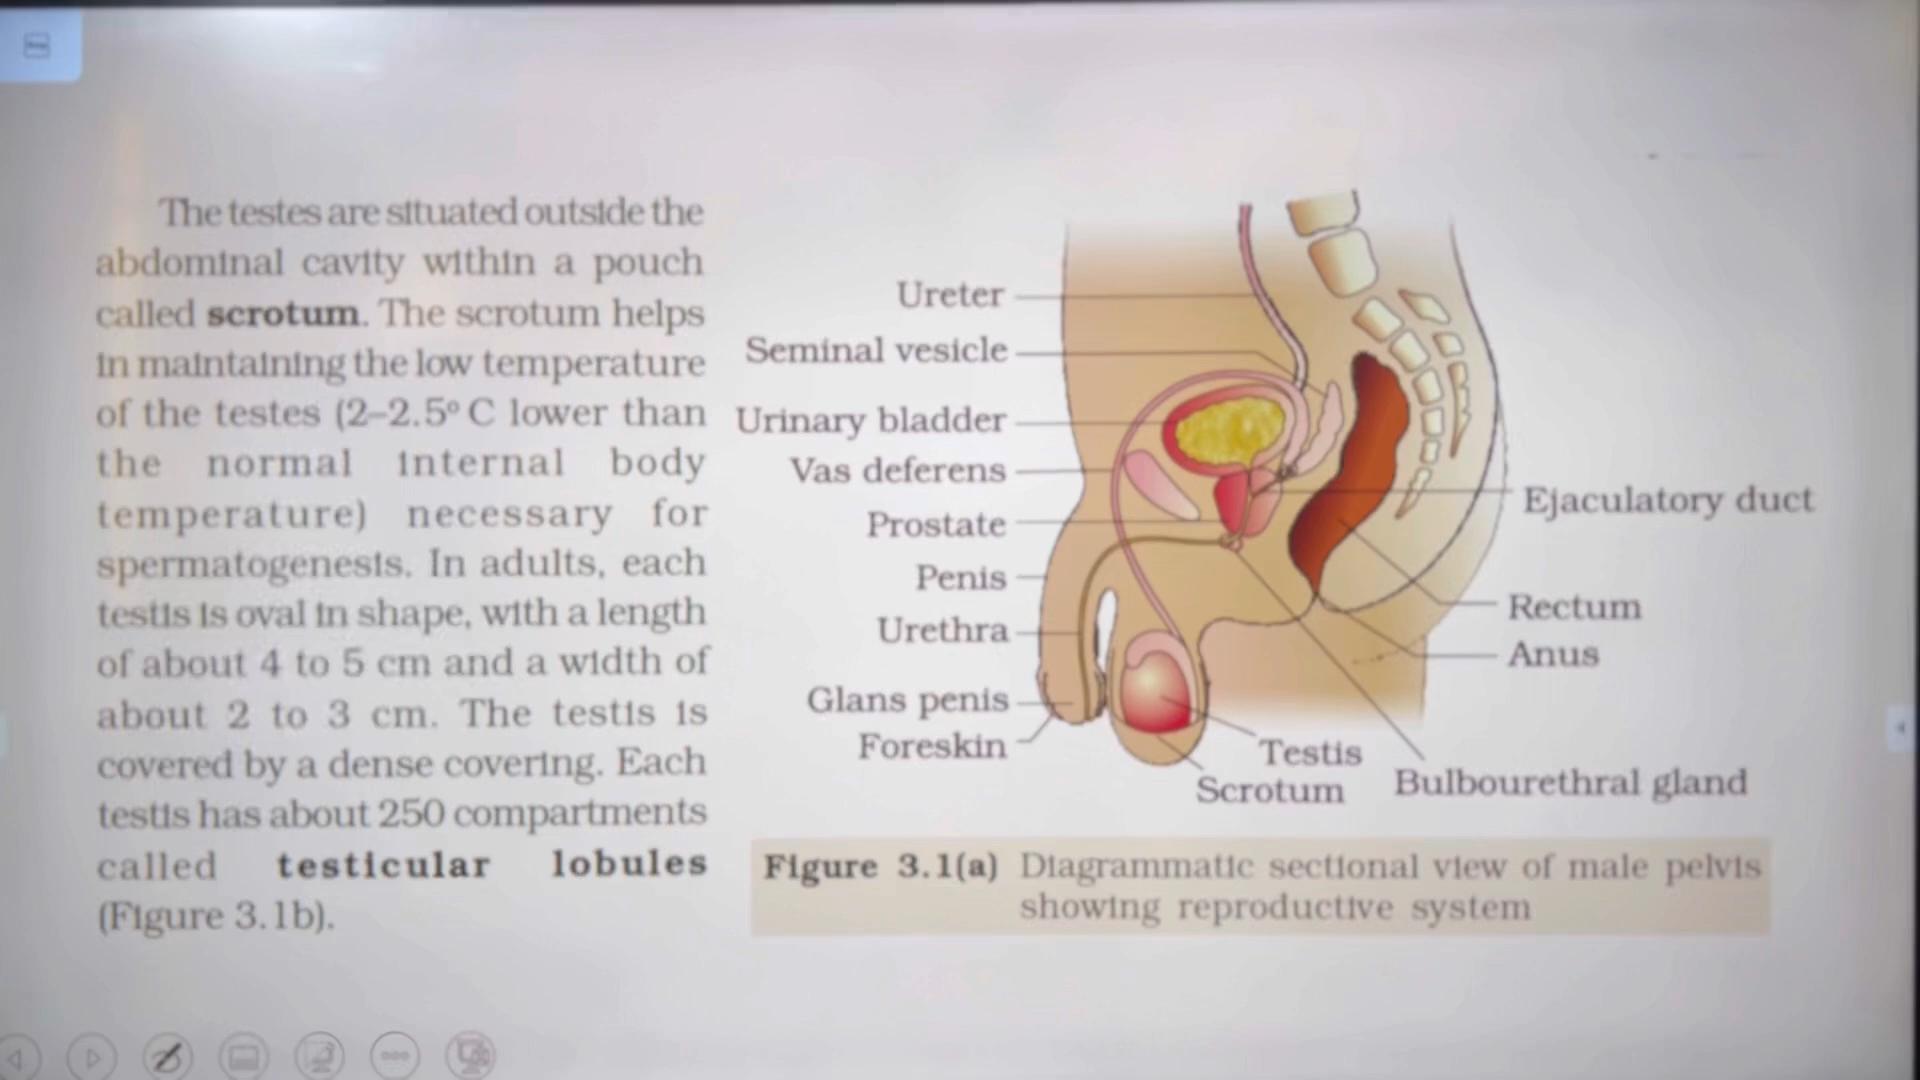 The testes are situated outside the
abdominal cavity within a pouch
called scrotum. The scrotum helps
in maintaining the low temperature
of the testes (2–2.5° C lower than
the normal internal body
temperature) necessary for
spermatogenesis. In adults, each
testis is oval in shape, with a length
of about 4 to 5 cm and a width of
about 2 to 3 cm. The testis is
covered by a dense covering. Each
testis has about 250 compartments
called testicular lobules
(Figure 3.1b).
Ureter
Seminal vesicle
Urinary bladder
Vas deferens
Prostate
Penis
Urethra
Glans penis
Foreskin
Ejaculatory duct
Rectum
Anus
Testis
Scrotum
Bulbourethral gland
Figure 3.1(a) Diagrammatic sectional view of male pelvis
showing reproductive system